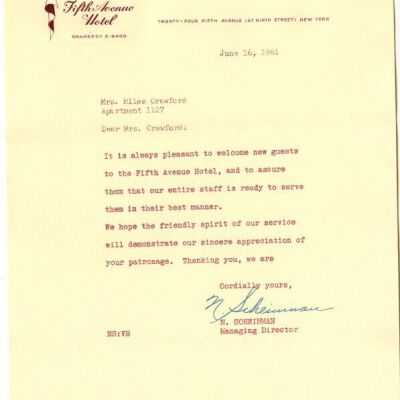 Fifth Avenue
Hotel
GRAMERCY 3-6400
TWENTY-FOUR FIFTH AVENUE (AT NINTH STREET) NEW YORK
June 16, 1961
Mrs. Miles Crawford
Apartment 1127
Dear Mrs. Crawford:
It is always pleasant to welcome new guests
to the Fifth Avenue Hotel, and to assure
them that our entire staff is ready to serve
them in their best manner.
We hope the friendly spirit of our service
will demonstrate our sincere appreciation of
your patronage. Thanking you, we are
Cordially yours,
N Scheinman
N. SCHEINMAN
Managing Director
NS:VB